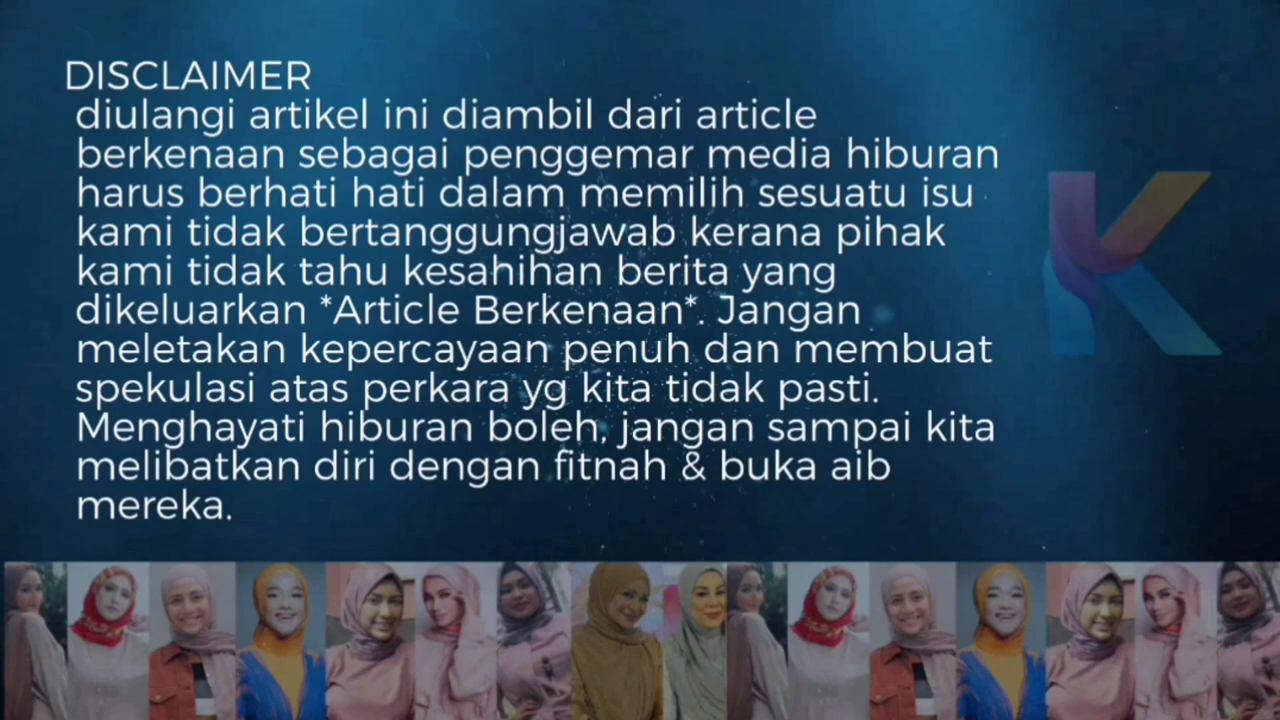 DISCLAIMER
diulangi artikel ini diambil dari article
berkenaan sebagai penggemar media hiburan
harus berhati hati dalam memilih sesuatu isu
kami tidak bertanggungjawab kerana pihak
kami tidak tahu kesahihan berita yang
dikeluarkan *Article Berkenaan*. Jangan
meletakan kepercayaan penuh dan membuat
spekulasi atas perkara yg kita tidak pasti.
Menghayati hiburan boleh, jangan sampai kita
melibatkan diri dengan fitnah & buka aib
mereka.
K